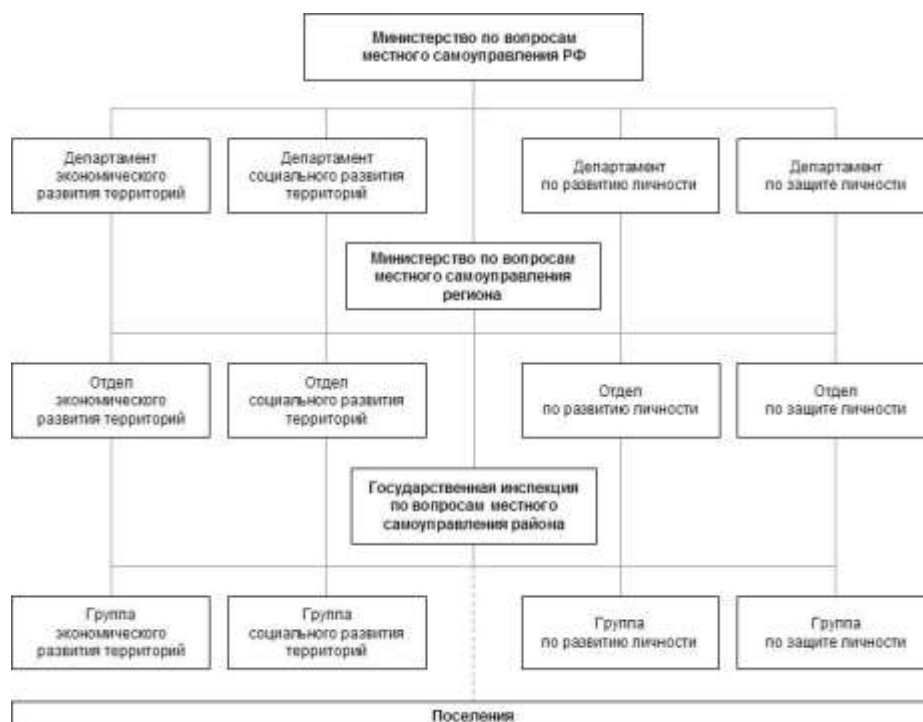 Министерство по вопросам
местного самоуправления РФ
Департамент
экономического
развития территорий
Департамент
социального развития
территорий
Департамент
по развитию личности
Департамент
по защите личности
Министерство по вопросам
местного самоуправления
региона
Отдел
экономического
развития территорий
Отдел
социального развития
территорий
Отдел
по развитию личности
Отдел
по защите личности
Государственная инспекция
по вопросам местного
самоуправления района
Группа
экономического
развития территорий
Группа
социального развития
территорий
Группа
по развитию личности
Группа
по защите личности
Поселения